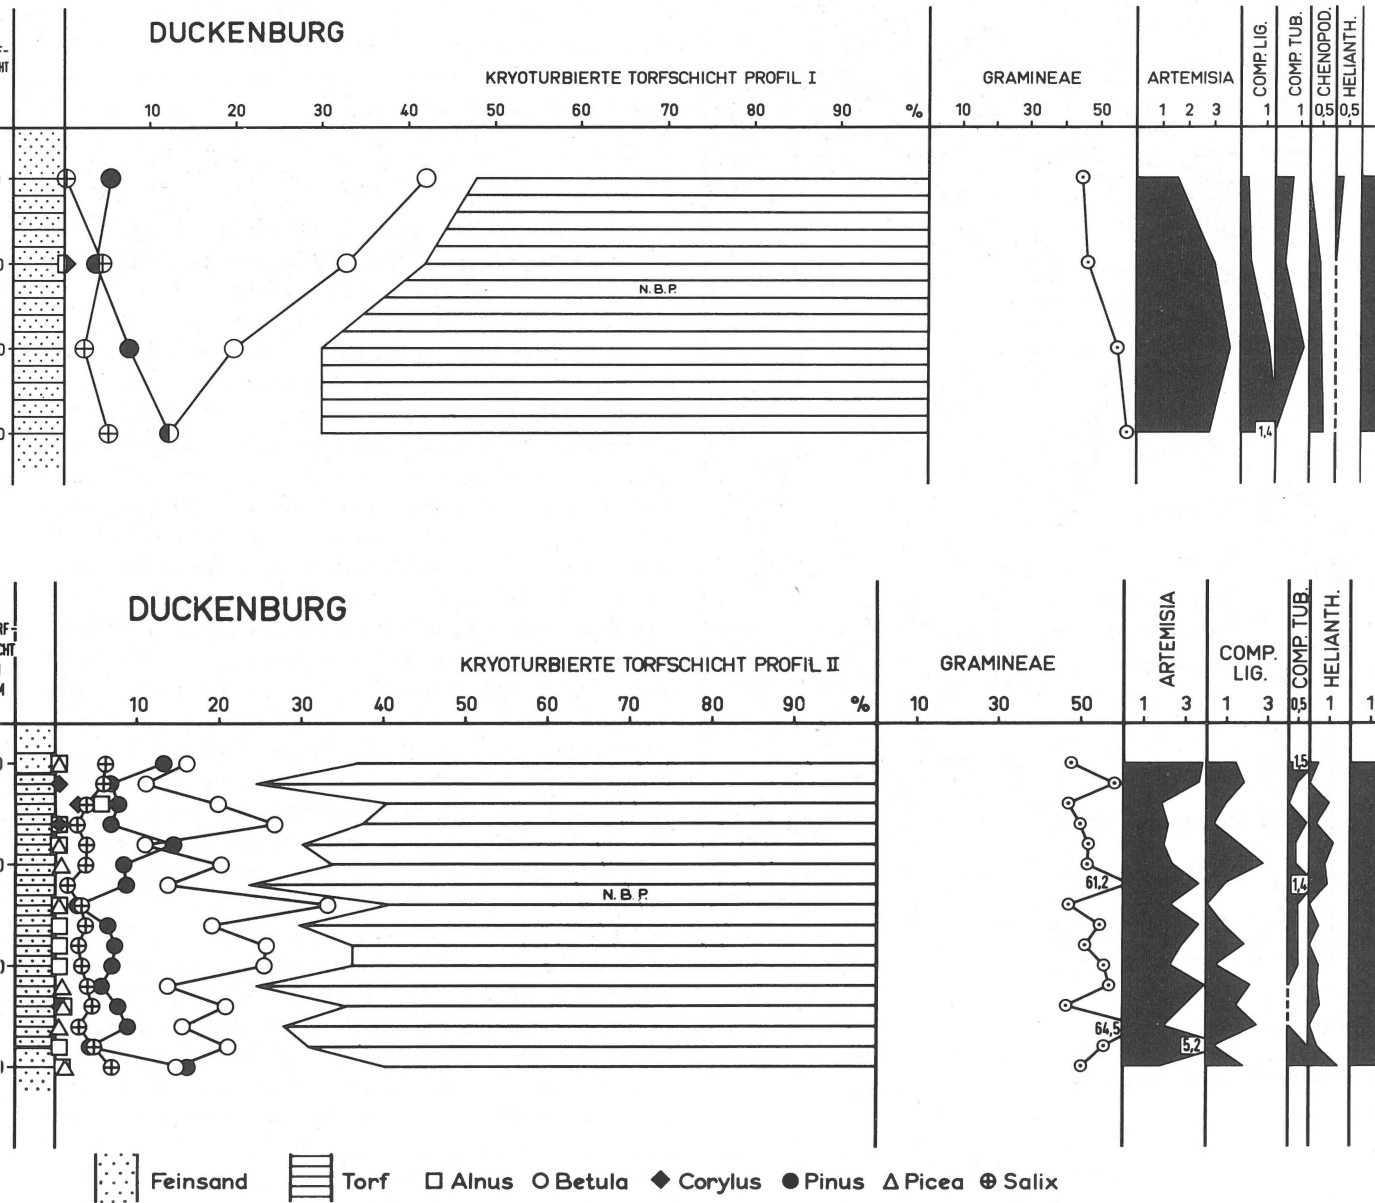 DUCKENBURG
KRYOTURBIERTE TORFSCHICHT PROFIL I
GRAMINEAE
ARTEMISIA
COMP. LIG.
COMP. TUB.
CHENOPOD.
HELIANTH.
10 20 30 40 50 60 70 80 90 %
10 30 50
1 2 3
1
1
0,5
0,5
N.B.P.
1,4
DUCKENBURG
KRYOTURBIERTE TORFSCHICHT PROFIL II
GRAMINEAE
ARTEMISIA
COMP. LIG.
COMP. TUB.
HELIANTH.
10 20 30 40 50 60 70 80 90 %
10 30 50
1 3
1 3
0,5
1
1
1,5
61,2
1,4
N.B.P.
64,5
5,2
Feinsand Torf Alnus Betula Corylus Pinus Picea Salix